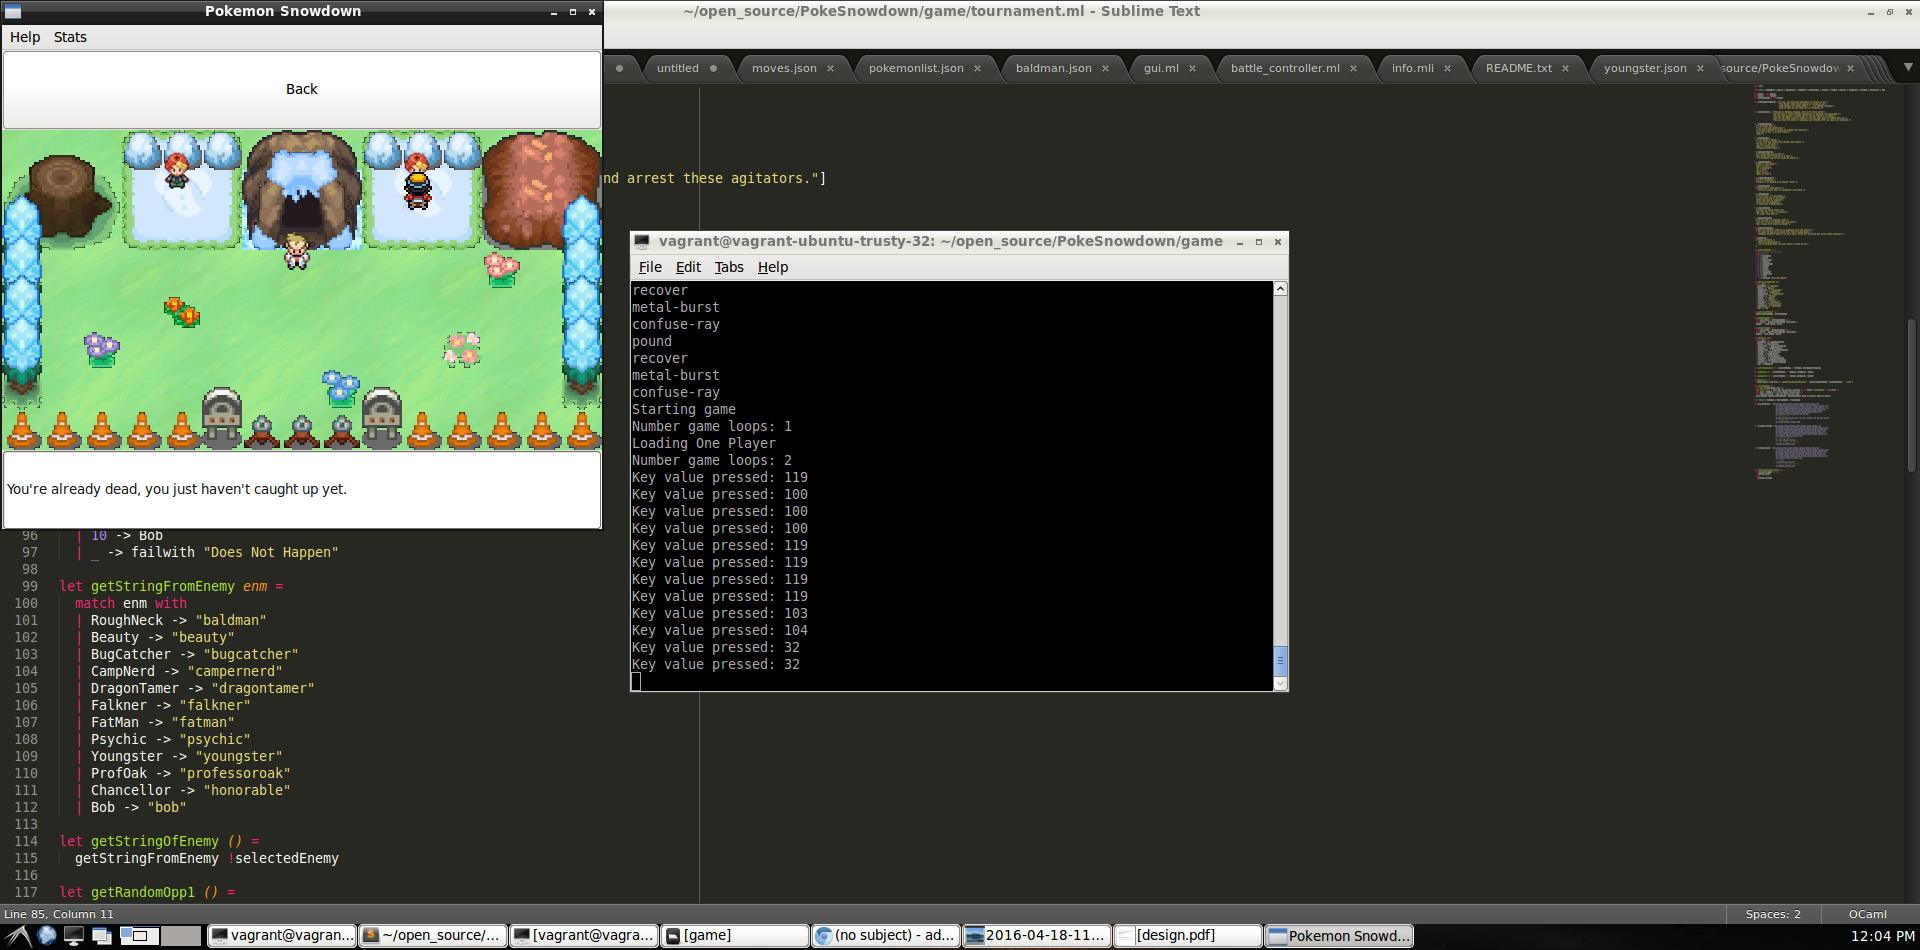 Pokemon Snowdown
Help Stats
Back
You're already dead, you just haven't caught up yet.
~/open_source/PokeSnowdown/game/tournament.ml - Sublime Text
untitled
moves.json
pokemonlist.json
baldman.json
gui.ml
battle_controller.ml
info.mli
README.txt
youngster.json
source/PokeSnowdow
nd arrest these agitators."]
vagrant@vagrant-ubuntu-trusty-32: ~/open_source/PokeSnowdown/game
File Edit Tabs Help
recover
metal-burst
confuse-ray
pound
recover
metal-burst
confuse-ray
Starting game
Number game loops: 1
Loading One Player
Number game loops: 2
Key value pressed: 119
Key value pressed: 100
Key value pressed: 100
Key value pressed: 100
Key value pressed: 119
Key value pressed: 119
Key value pressed: 119
Key value pressed: 119
Key value pressed: 103
Key value pressed: 104
Key value pressed: 32
Key value pressed: 32
96 | 10 -> Bob
97 | _ -> failwith "Does Not Happen"
98
99 let getStringFromEnemy enm =
100 match enm with
101 | RoughNeck -> "baldman"
102 | Beauty -> "beauty"
103 | BugCatcher -> "bugcatcher"
104 | CampNerd -> "campernerd"
105 | DragonTamer -> "dragontamer"
106 | Falkner -> "falkner"
107 | FatMan -> "fatman"
108 | Psychic -> "psychic"
109 | Youngster -> "youngster"
110 | ProfOak -> "professoroak"
111 | Chancellor -> "honorable"
112 | Bob -> "bob"
113
114 let getStringOfEnemy () =
115 getStringFromEnemy !selectedEnemy
116
117 let getRandomOpp1 () =
Line 85, Column 11
Spaces: 2
OCaml
vagrant@vagran...
~/open_source/...
[vagrant@vagra...
[game]
(no subject) - ad...
2016-04-18-11...
[design.pdf]
Pokemon Snowd...
12:04 PM